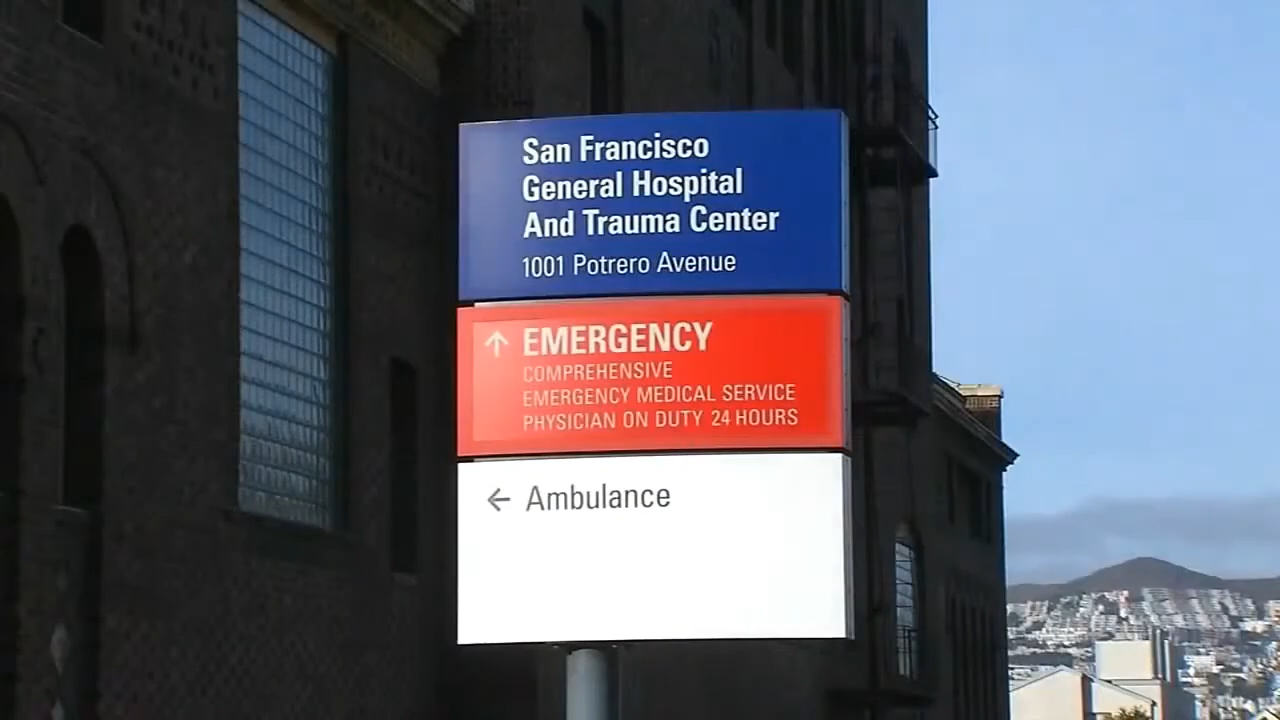 San Francisco
General Hospital
And Trauma Center
1001 Potrero Avenue
↑ EMERGENCY
COMPREHENSIVE
EMERGENCY MEDICAL SERVICE
PHYSICIAN ON DUTY 24 HOURS
← Ambulance